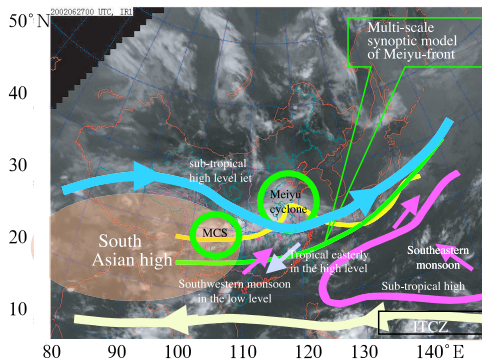 2002062700 UTC, IR1
50°N
40
30
20
10
Multi-scale
synoptic model
of Meiyu-front
sub-tropical
high level jet
Meiyu
cyclone
MCS
South
Asian high
Tropical easterly
in the high level
Southwestern monsoon
in the low level
Southeastern
monsoon
Sub-tropical high
ITCZ
80 90 100 110 120 130 140°E